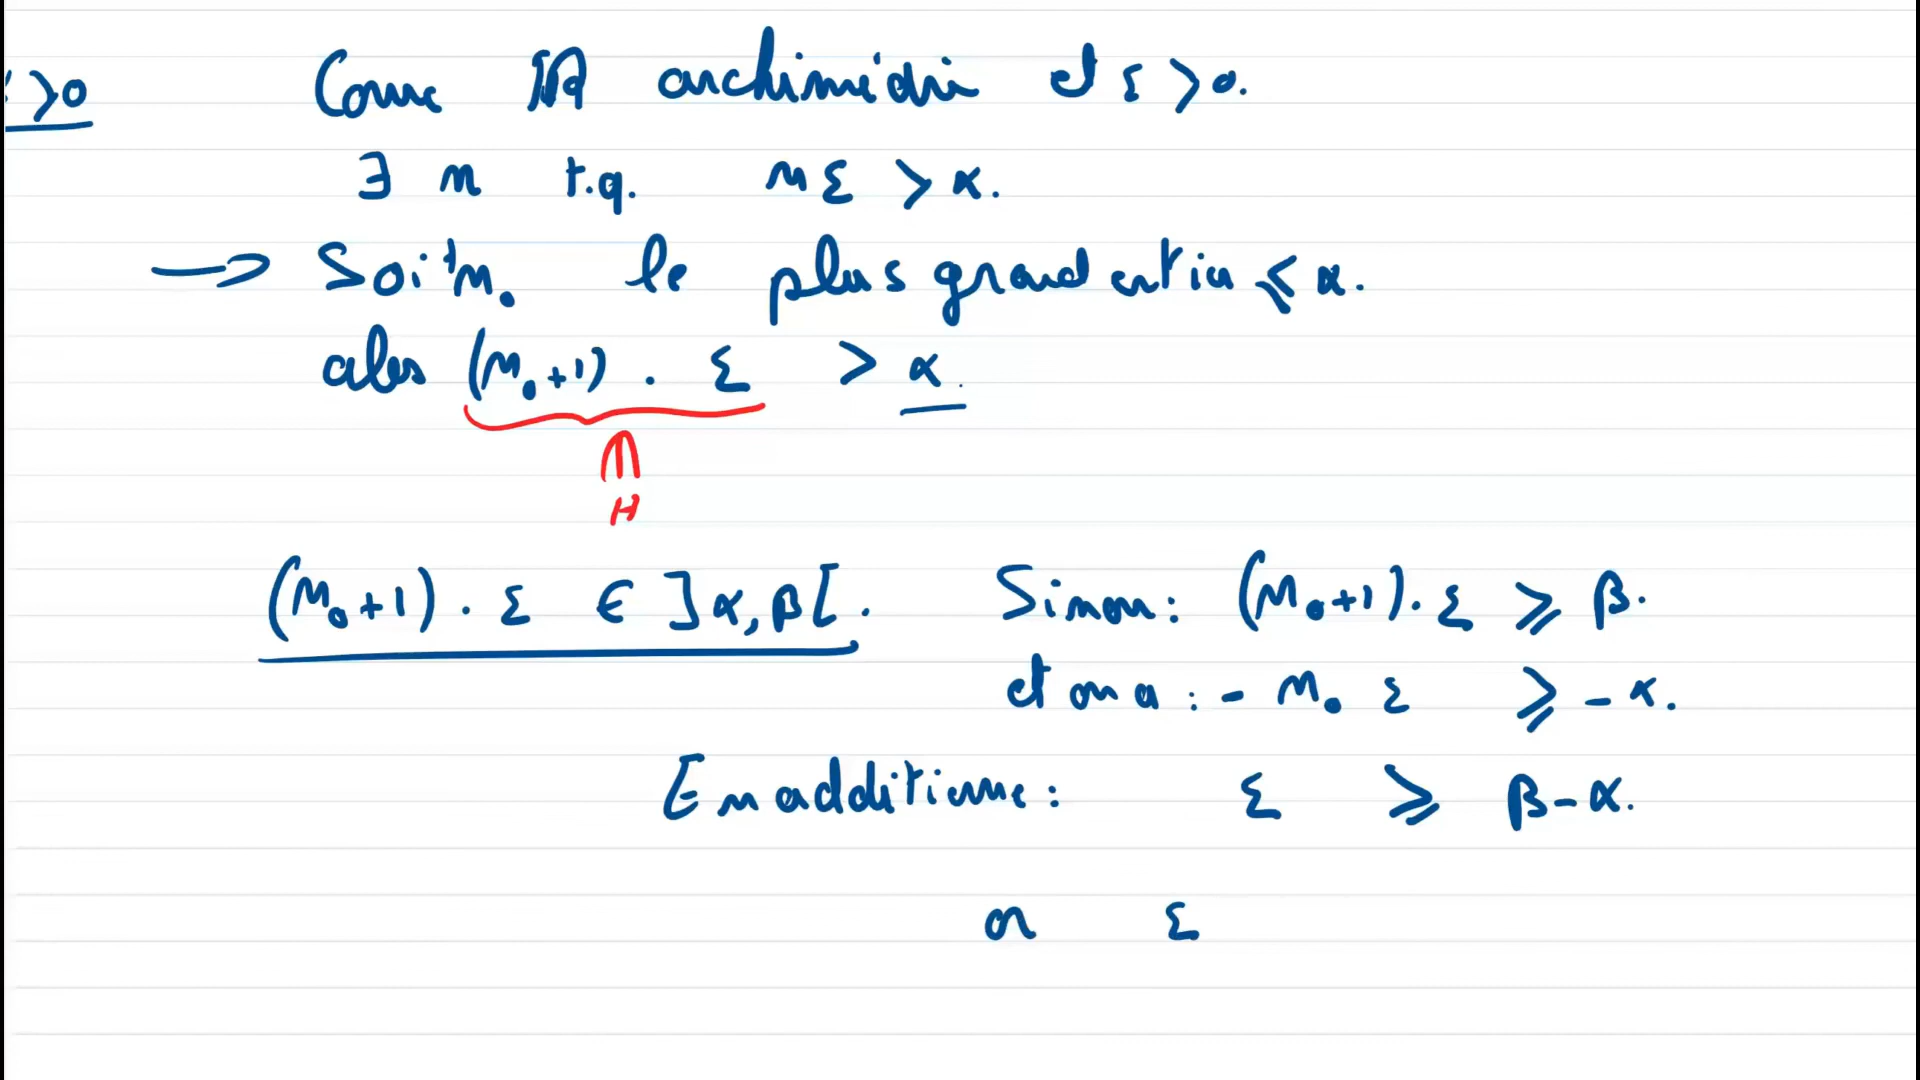 >0
Comme ℝ archimédien et ε > 0.
∃ n t.q. nε > α.
→ Soit n₀ le plus grand entier ≤ α.
alors (n₀+1) . ε > α.
⇑
H
(n₀+1) . ε ∈ ]α, β[.
Sinon : (n₀+1). ε ⩾ β.
et on a : - n₀ ε ⩾ - α.
En additionne : ε ⩾ β - α.
or ε